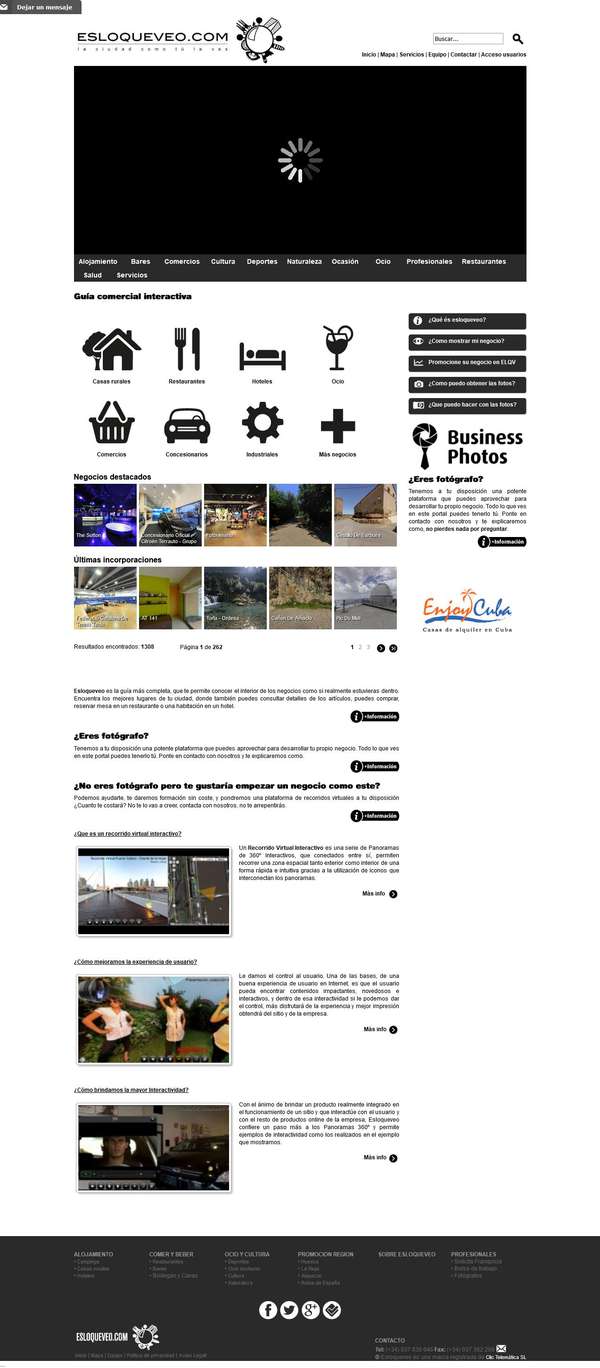 Dejar un mensaje
ESLOQUEVEO.COM
la ciudad como tú la ves
Buscar...
Inicio | Mapa | Servicios | Equipo | Contactar | Acceso usuarios
Alojamiento Bares Comercios Cultura Deportes Naturaleza Ocasión Ocio Profesionales Restaurantes
Salud Servicios
Guía comercial interactiva
Casas rurales Restaurantes Hoteles Ocio
Comercios Concesionarios Industriales Más negocios
¿Qué és esloqueveo?
¿Como mostrar mi negocio?
Promocione su negocio en ELQV
¿Como puedo obtener las fotos?
¿Que puedo hacer con las fotos?
Business
Photos
¿Eres fotógrafo?
Tenemos a tu disposición una potente
plataforma que puedes aprovechar para
desarrollar tu propio negocio. Todo lo que ves
en este portal puedes tenerlo tú. Ponte en
contacto con nosotros y te explicaremos
como, no pierdes nada por preguntar.
+Información
Negocios destacados
The Sutton
Concesionario Oficial
Citroën Terrauto - Grupo
Últimas incorporaciones
AT 141
Toña - Ordesa
Pic Du Midi
Enjoy Cuba
Casas de alquiler en Cuba
Resultados encontrados: 1308 Página 1 de 262 1 2 3
Esloqueveo es la guía más completa, que te permite conocer el interior de los negocios como si realmente estuvieras dentro.
Encuentra los mejores lugares de tu ciudad, donde también puedes consultar detalles de los artículos, puedes comprar,
reservar mesa en un restaurante o una habitación en un hotel.
+Información
¿Eres fotógrafo?
Tenemos a tu disposición una potente plataforma que puedes aprovechar para desarrollar tu propio negocio. Todo lo que ves
en este portal puedes tenerlo tú. Ponte en contacto con nosotros y te explicaremos como.
+Información
¿No eres fotógrafo pero te gustaría empezar un negocio como este?
Podemos ayudarte, te daremos formación sin coste, y pondremos una plataforma de recorridos virtuales a tu disposición
¿Cuanto te costará? No te lo vas a creer, contacta con nosotros, no te arrepentirás.
+Información
¿Que es un recorrido virtual interactivo?
Un Recorrido Virtual Interactivo es una serie de Panoramas
de 360º Interactivos, que conectados entre sí, permiten
recorrer una zona espacial tanto exterior como interior de una
forma rápida e intuitiva gracias a la utilización de iconos que
interconectan los panoramas.
Más info
¿Cómo mejoramos la experiencia de usuario?
Le damos el control al usuario. Una de las bases, de una
buena experiencia de usuario en Internet, es que el usuario
pueda encontrar contenidos impactantes, novedosos e
interactivos, y dentro de esa interactividad si le podemos dar
el control, más disfrutará de la experiencia y mejor impresión
obtendrá del sitio y de la empresa.
Más info
¿Cómo brindamos la mayor Interactividad?
Con el ánimo de brindar un producto realmente integrado en
el funcionamiento de un sitio y que interactúe con el usuario y
con el resto de productos online de la empresa, Esloqueveo
confiere un paso más a los Panoramas 360º y permite
ejemplos de interactividad como los realizados en el ejemplo
que mostramos.
Más info
ALOJAMIENTO COMER Y BEBER OCIO Y CULTURA PROMOCION REGION SOBRE ESLOQUEVEO PROFESIONALES
• Campings • Restaurantes • Deportes • Huesca • Solicita Franquicia
• Casas rurales • Bares • Ocio nocturno • La Rioja • Bolsa de trabajo
• Hoteles • Bodegas y Cavas • Cultura • Fotógrafos
• Naturaleza • Rutas de España
ESLOQUEVEO.COM
Inicio | Mapa | Equipo | Política de privacidad | Aviso Legal
CONTACTO
® Esloqueveo es una marca registrada de Clic Telemática SL